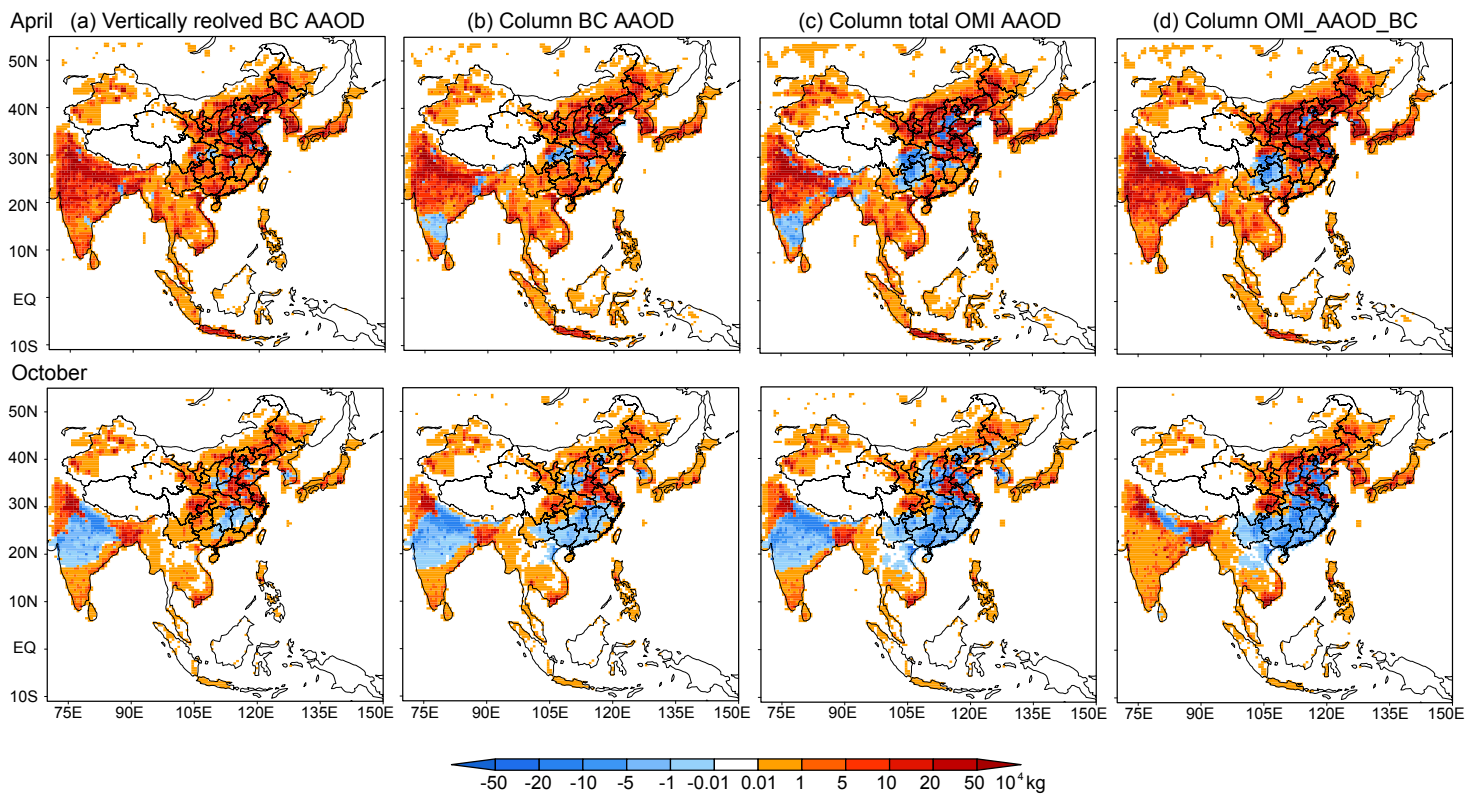 April (a) Vertically reolved BC AAOD (b) Column BC AAOD (c) Column total OMI AAOD (d) Column OMI_AAOD_BC
50N
40N
30N
20N
10N
EQ
10S
October
50N
40N
30N
20N
10N
EQ
10S
75E 90E 105E 120E 135E 150E 75E 90E 105E 120E 135E 150E 75E 90E 105E 120E 135E 150E 75E 90E 105E 120E 135E 150E
-50 -20 -10 -5 -1 -0.01 0.01 1 5 10 20 50 10⁴ kg